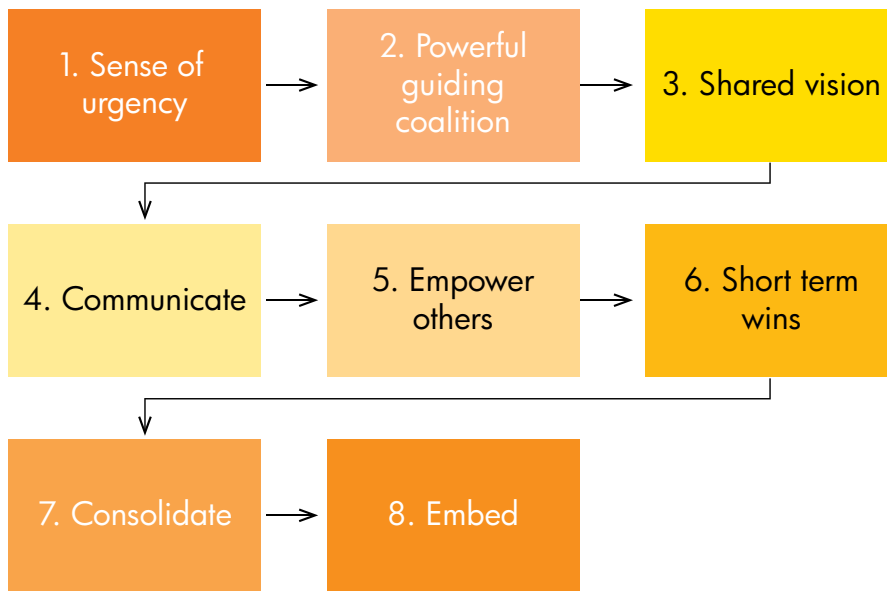 1. Sense of
urgency
2. Powerful
guiding
coalition
3. Shared vision
4. Communicate
5. Empower
others
6. Short term
wins
7. Consolidate
8. Embed